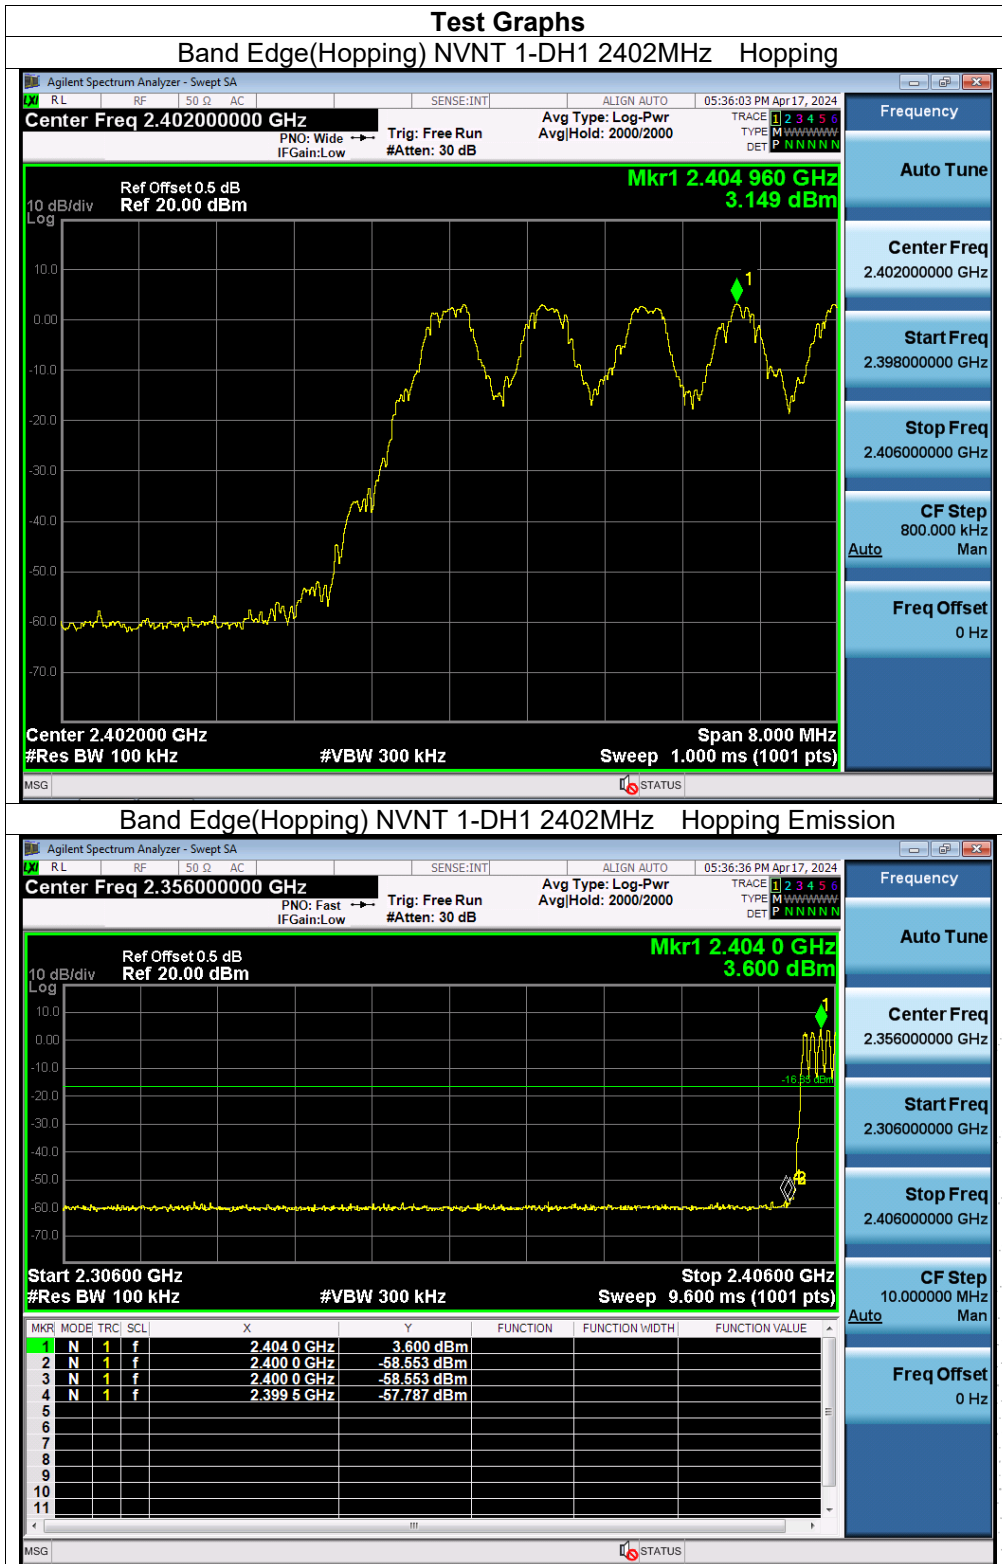 Test Graphs
Band Edge(Hopping) NVNT 1-DH1 2402MHz Hopping
Agilent Spectrum Analyzer - Swept SA
LXI RL RF 50 Ω AC SENSE:INT ALIGN AUTO 05:36:03 PM Apr 17, 2024
Center Freq 2.402000000 GHz
PNO: Wide
IFGain:Low
Trig: Free Run
#Atten: 30 dB
Avg Type: Log-Pwr
Avg|Hold: 2000/2000
TRACE 1 2 3 4 5 6
TYPE M WWWWW
DET P N N N N N
Frequency
Auto Tune
Center Freq
2.402000000 GHz
Start Freq
2.398000000 GHz
Stop Freq
2.406000000 GHz
CF Step
800.000 kHz
Auto Man
Freq Offset
0 Hz
Mkr1 2.404 960 GHz
3.149 dBm
Ref Offset 0.5 dB
10 dB/div Ref 20.00 dBm
Log
10.0
0.00
-10.0
-20.0
-30.0
-40.0
-50.0
-60.0
-70.0
1
Center 2.402000 GHz Span 8.000 MHz
#Res BW 100 kHz #VBW 300 kHz Sweep 1.000 ms (1001 pts)
MSG STATUS
Band Edge(Hopping) NVNT 1-DH1 2402MHz Hopping Emission
Agilent Spectrum Analyzer - Swept SA
LXI RL RF 50 Ω AC SENSE:INT ALIGN AUTO 05:36:36 PM Apr 17, 2024
Center Freq 2.356000000 GHz
PNO: Fast
IFGain:Low
Trig: Free Run
#Atten: 30 dB
Avg Type: Log-Pwr
Avg|Hold: 2000/2000
TRACE 1 2 3 4 5 6
TYPE M WWWWW
DET P N N N N N
Frequency
Auto Tune
Center Freq
2.356000000 GHz
Start Freq
2.306000000 GHz
Stop Freq
2.406000000 GHz
CF Step
10.000000 MHz
Auto Man
Freq Offset
0 Hz
Mkr1 2.404 0 GHz
3.600 dBm
Ref Offset 0.5 dB
10 dB/div Ref 20.00 dBm
Log
10.0
0.00
-10.0
-20.0
-30.0
-40.0
-50.0
-60.0
-70.0
1
Start 2.30600 GHz Stop 2.40600 GHz
#Res BW 100 kHz #VBW 300 kHz Sweep 9.600 ms (1001 pts)
MKR MODE TRC SCL X Y FUNCTION FUNCTION WIDTH FUNCTION VALUE
1 N 1 f 2.404 0 GHz 3.600 dBm
2 N 1 f 2.400 0 GHz -58.553 dBm
3 N 1 f 2.400 0 GHz -58.553 dBm
4 N 1 f 2.399 5 GHz -57.787 dBm
5
6
7
8
9
10
11
MSG STATUS